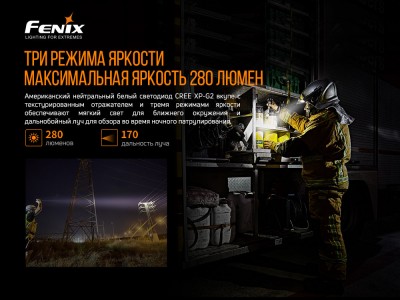 FENIX
LIGHTING FOR EXTREMES
ТРИ РЕЖИМА ЯРКОСТИ
МАКСИМАЛЬНАЯ ЯРКОСТЬ 280 ЛЮМЕН
Американский нейтральный белый светодиод CREE XP-G2 вкупе с
текстурированным отражателем и тремя режимами яркости
обеспечивают мягкий свет для ближнего окружения и
дальнобойный луч для обзора во время ночного патрулирования.
280
люменов
170
дальность луча